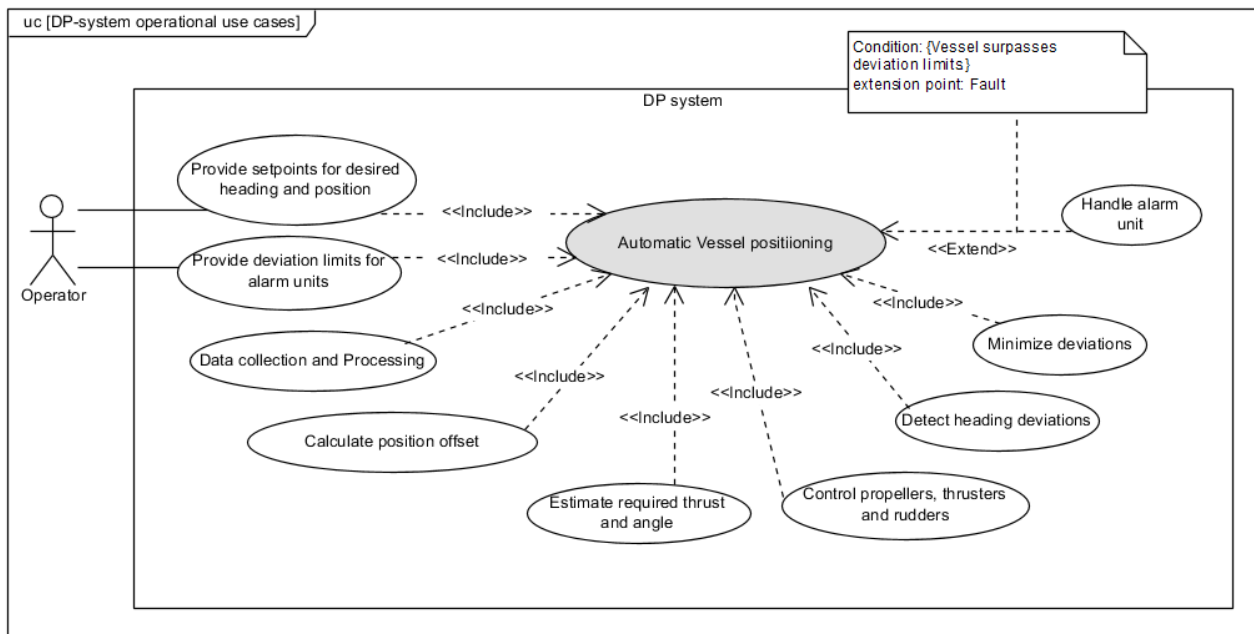 uc [DP-system operational use cases]
Condition: {Vessel surpasses
deviation limits}
extension point: Fault
DP system
Provide setpoints for desired
heading and position
<<Include>>
Handle alarm
unit
Automatic Vessel positiioning
<<Extend>>
Provide deviation limits for
alarm units
<<Include>>
Operator
<<Include>>
<<Include>>
Data collection and Processing
Minimize deviations
<<Include>>
<<Include>>
<<Include>>
<<Include>>
Calculate position offset
Detect heading deviations
Estimate required thrust
and angle
Control propellers, thrusters
and rudders